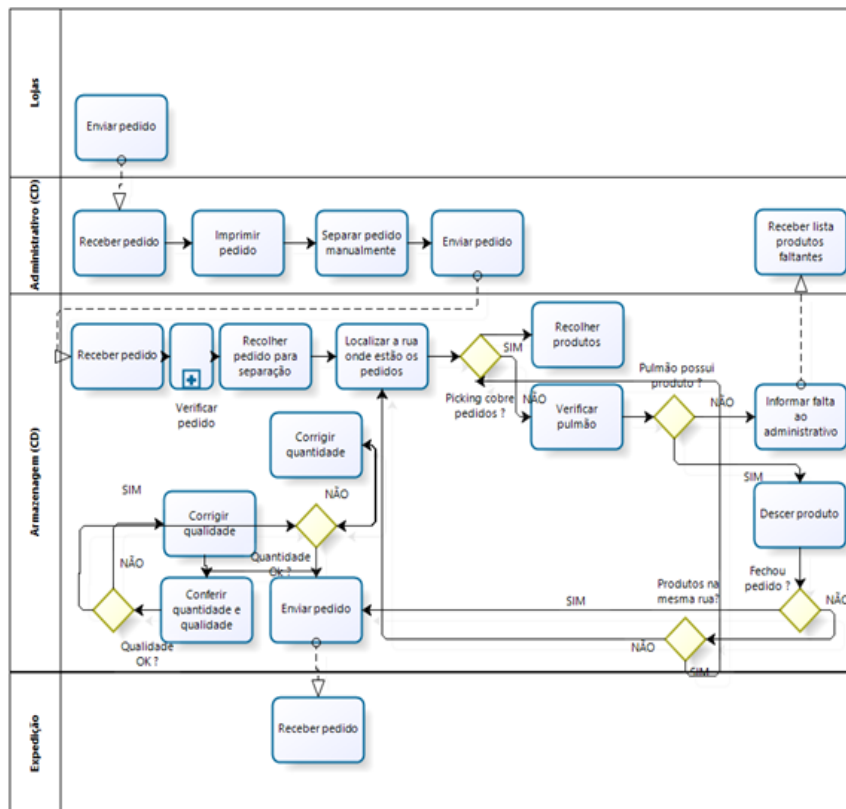 Lojas
Enviar pedido
Administrativo (CD)
Receber pedido
Imprimir
pedido
Separar pedido
manualmente
Enviar pedido
Receber lista
produtos
faltantes
Armazenagem (CD)
Receber pedido
Verificar
pedido
Recolher
pedido para
separação
Localizar a rua
onde estão os
pedidos
Picking cobre
pedidos ?
SIM
Recolher
produtos
NÃO
Verificar
pulmão
Pulmão possui
produto ?
NÃO
Informar falta
ao
administrativo
SIM
Descer produto
Fechou
pedido ?
NÃO
SIM
Produtos na
mesma rua?
NÃO
SIM
Corrigir
quantidade
NÃO
SIM
Corrigir
qualidade
Quantidade
Ok ?
NÃO
Conferir
quantidade e
qualidade
Qualidade
OK ?
Enviar pedido
Expedição
Receber pedido